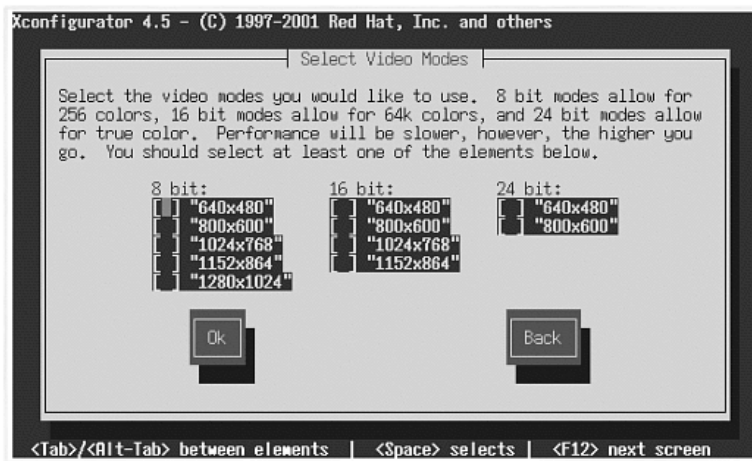 Xconfigurator 4.5 - (C) 1997-2001 Red Hat, Inc. and others
Select Video Modes
Select the video modes you would like to use. 8 bit modes allow for
256 colors, 16 bit modes allow for 64k colors, and 24 bit modes allow
for true color. Performance will be slower, however, the higher you
go. You should select at least one of the elements below.
8 bit: 16 bit: 24 bit:
[ ] "640x480" [ ] "640x480" [ ] "640x480"
[ ] "800x600" [ ] "800x600" [ ] "800x600"
[ ] "1024x768" [ ] "1024x768"
[ ] "1152x864" [ ] "1152x864"
[ ] "1280x1024"
Ok Back
<Tab>/<Alt-Tab> between elements | <Space> selects | <F12> next screen